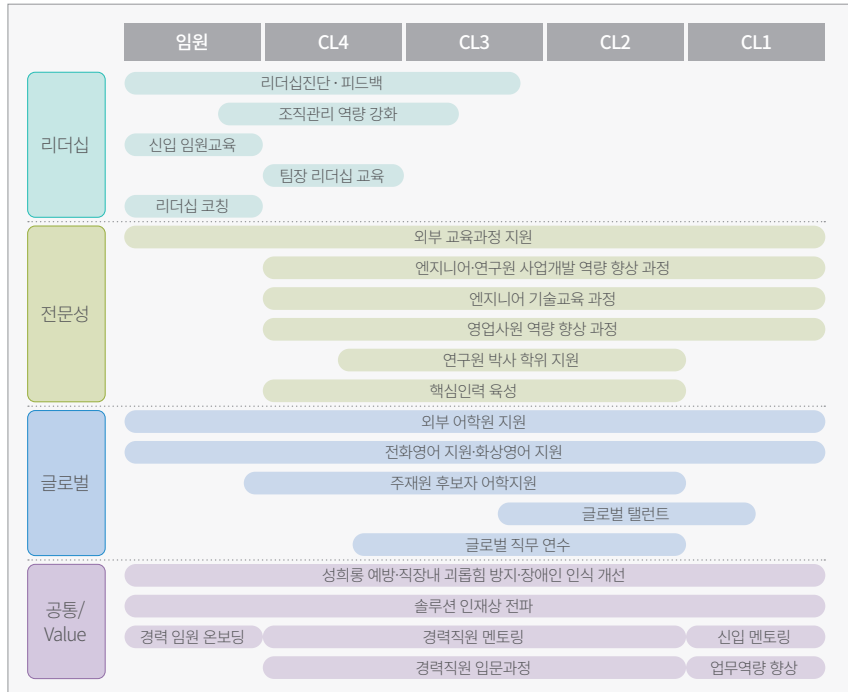 임원 CL4 CL3 CL2 CL1
리더십
리더십진단 · 피드백
조직관리 역량 강화
신입 임원교육
팀장 리더십 교육
리더십 코칭
전문성
외부 교육과정 지원
엔지니어·연구원 사업개발 역량 향상 과정
엔지니어 기술교육 과정
영업사원 역량 향상 과정
연구원 박사 학위 지원
핵심인력 육성
글로벌
외부 어학원 지원
전화영어 지원·화상영어 지원
주재원 후보자 어학지원
글로벌 탤런트
글로벌 직무 연수
공통/
Value
성희롱 예방·직장내 괴롭힘 방지·장애인 인식 개선
솔루션 인재상 전파
경력 임원 온보딩 경력직원 멘토링 신입 멘토링
경력직원 입문과정 업무역량 향상